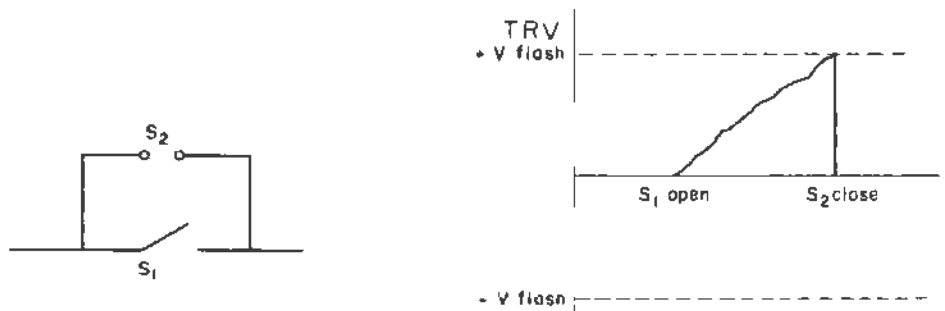 S2
S1
TRV
+ V flash
S1 open
S2 close
- V flash